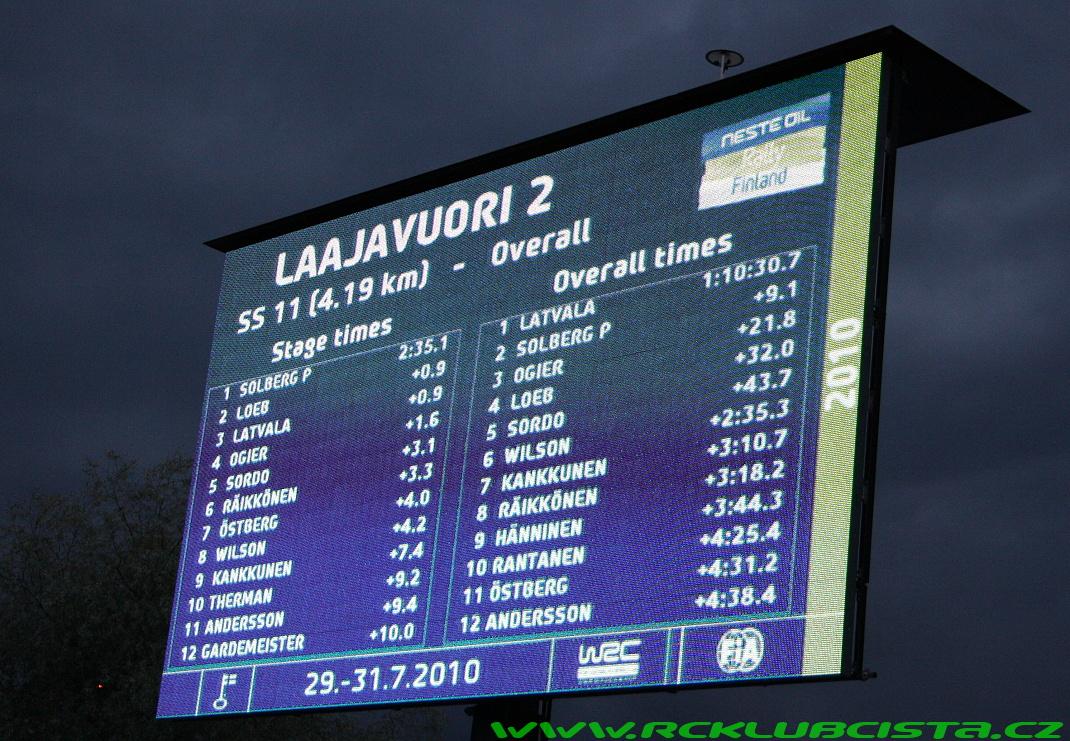 NESTE OIL
Rally
Finland
LAAJAVUORI 2
SS 11 (4.19 km) - Overall
Stage times
1 SOLBERG P 2:35.1
2 LOEB +0.9
3 LATVALA +0.9
4 OGIER +1.6
5 SORDO +3.1
6 RÄIKKÖNEN +3.3
7 ÖSTBERG +4.0
8 WILSON +4.2
9 KANKKUNEN +7.4
10 THERMAN +9.2
11 ANDERSSON +9.4
12 GARDEMEISTER +10.0
Overall times
1 LATVALA 1:10:30.7
2 SOLBERG P +9.1
3 OGIER +21.8
4 LOEB +32.0
5 SORDO +43.7
6 WILSON +2:35.3
7 KANKKUNEN +3:10.7
8 RÄIKKÖNEN +3:18.2
9 HÄNNINEN +3:44.3
10 RANTANEN +4:25.4
11 ÖSTBERG +4:31.2
12 ANDERSSON +4:38.4
2010
29.-31.7.2010
WRC
FIA
www.rcklubcista.cz